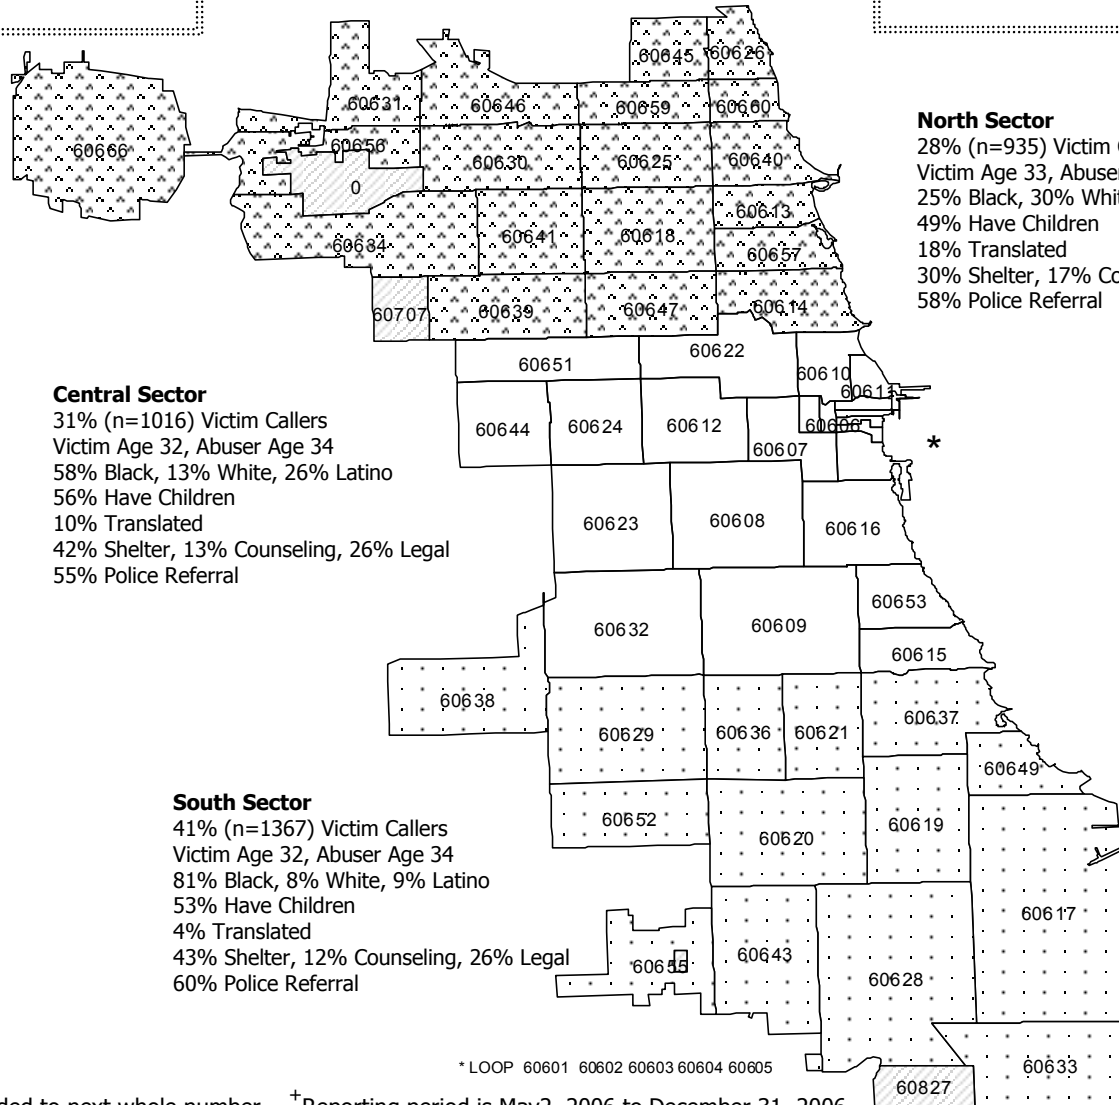 60645 60626
60631 60646 60659 60660
60666 60656 60630 60625 60640
0
60613
60634 60641 60618
60657
60707 60639 60647 60614
60651 60622
60610
60611
60644 60624 60612 60606
60607
*
60623 60608 60616
60653
60632 60609
60615
60638 60629 60636 60621 60637
60649
60652 60620 60619
60617
60655 60643
60628
60633
60827
North Sector
28% (n=935) Victim
Victim Age 33, Abuser
25% Black, 30%
49% Have Children
18% Translated
30% Shelter, 17%
58% Police Referral
Central Sector
31% (n=1016) Victim Callers
Victim Age 32, Abuser Age 34
58% Black, 13% White, 26% Latino
56% Have Children
10% Translated
42% Shelter, 13% Counseling, 26% Legal
55% Police Referral
South Sector
41% (n=1367) Victim Callers
Victim Age 32, Abuser Age 34
81% Black, 8% White, 9% Latino
53% Have Children
4% Translated
43% Shelter, 12% Counseling, 26% Legal
60% Police Referral
* LOOP 60601 60602 60603 60604 60605
to next whole number +Reporting period is May2, 2006 to December 31, 2006